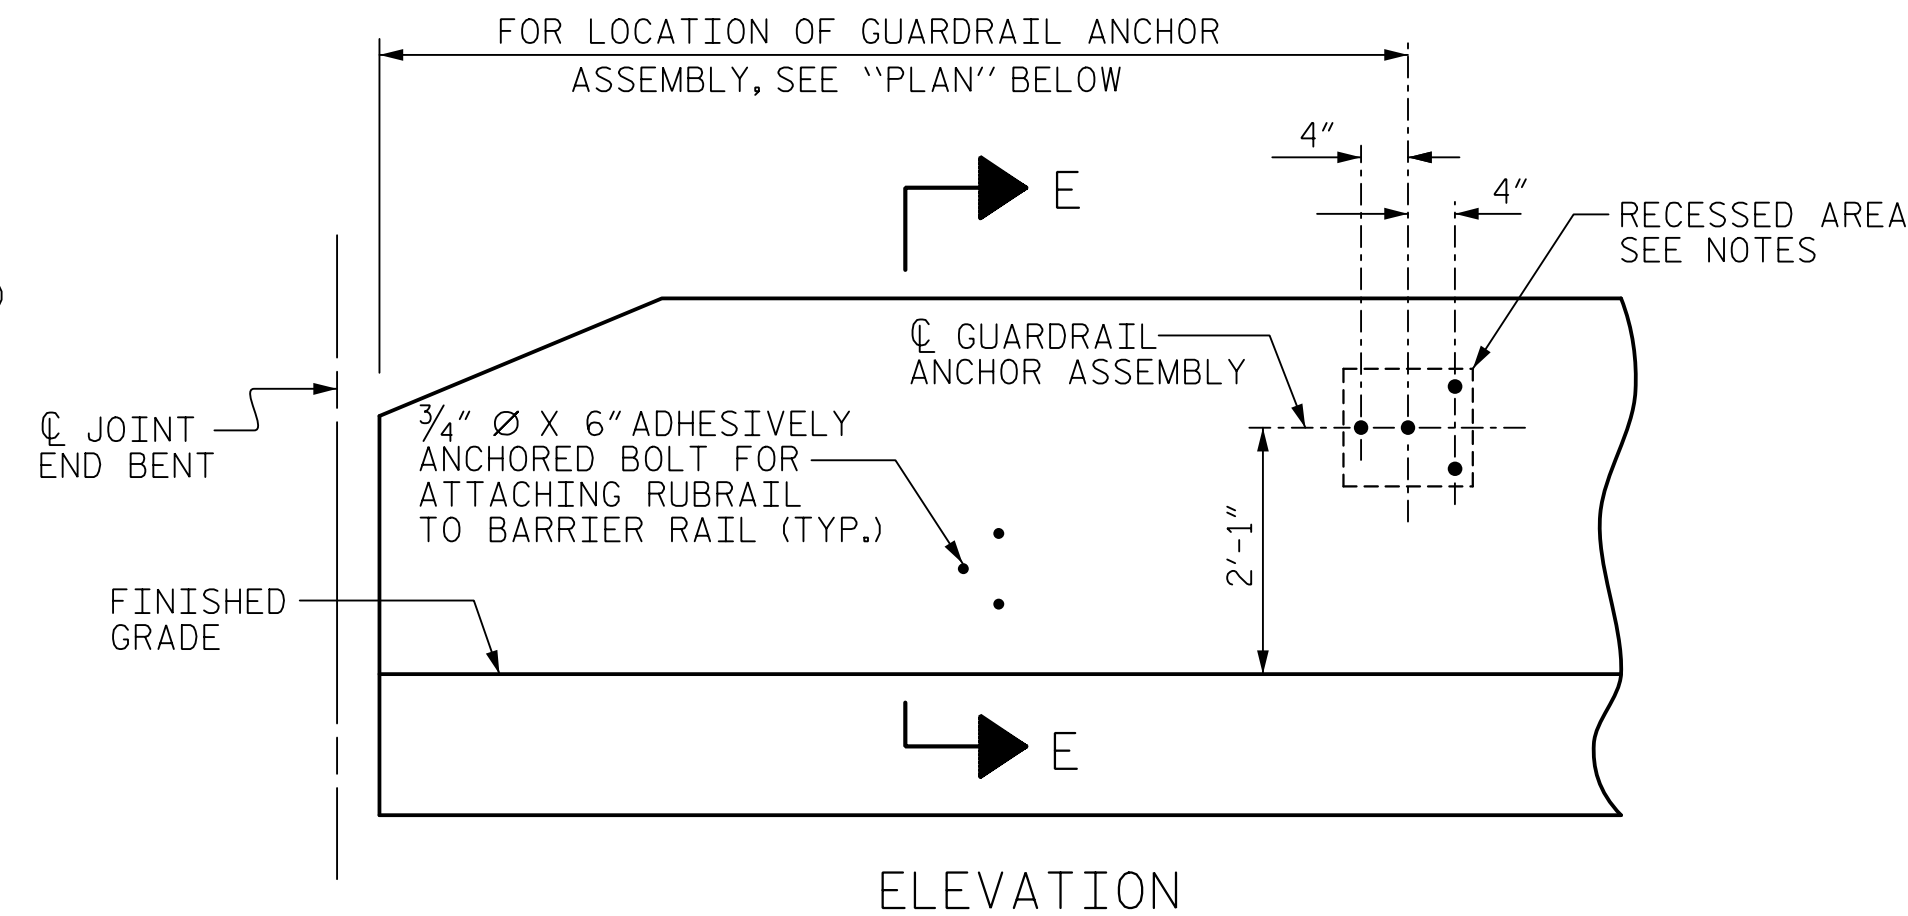 FOR LOCATION OF GUARDRAIL ANCHOR
ASSEMBLY, SEE ‶PLAN″ BELOW
4″
4″
E
RECESSED AREA
SEE NOTES
℄ GUARDRAIL
ANCHOR ASSEMBLY
℄ JOINT
END BENT
¾″ Ø X 6″ ADHESIVELY
ANCHORED BOLT FOR
ATTACHING RUBRAIL
TO BARRIER RAIL (TYP.)
2′-1″
FINISHED
GRADE
E
ELEVATION